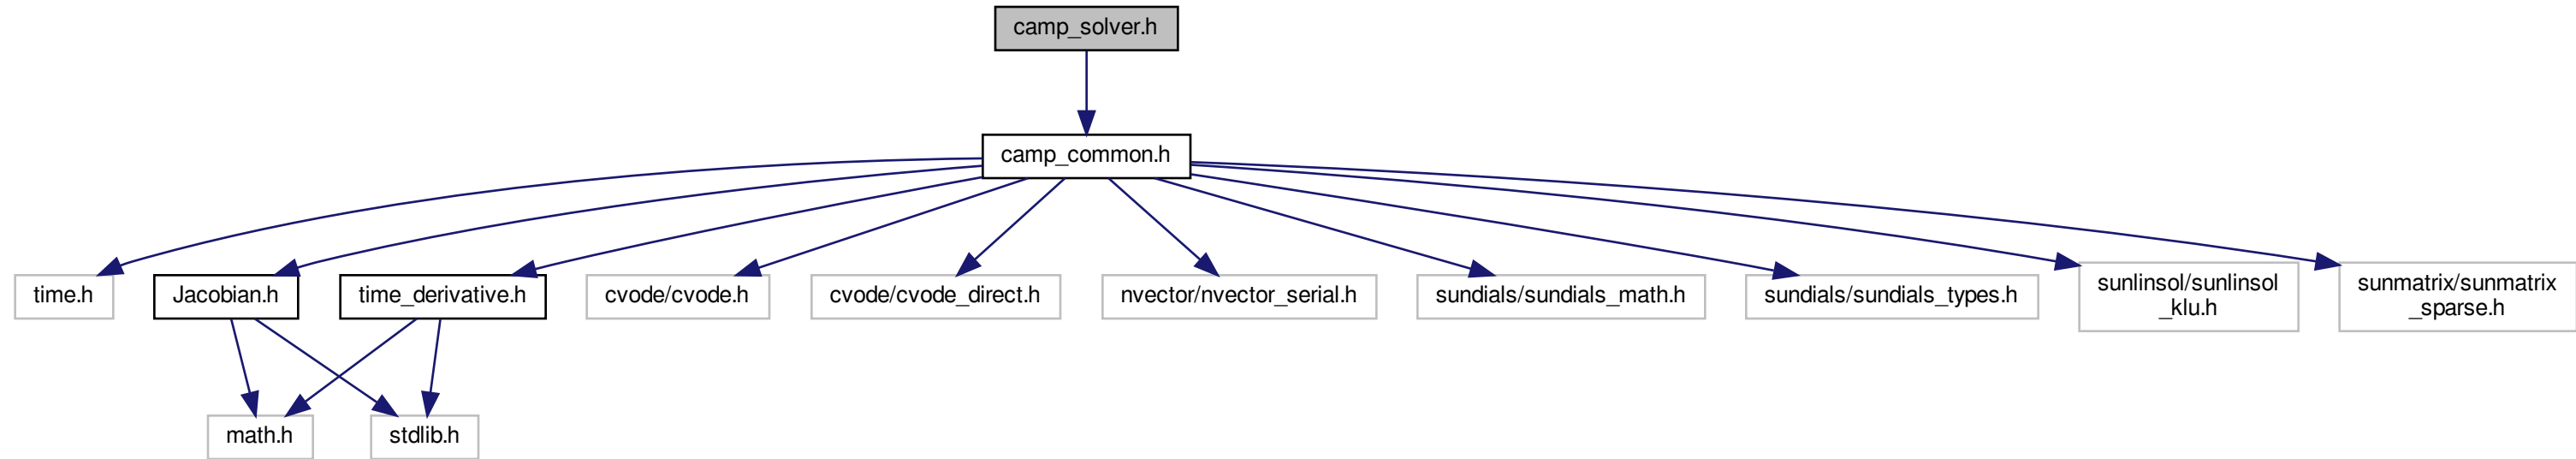 camp_solver.h
camp_common.h
time.h
Jacobian.h
time_derivative.h
cvode/cvode.h
cvode/cvode_direct.h
nvector/nvector_serial.h
sundials/sundials_math.h
sundials/sundials_types.h
sunlinsol/sunlinsol
_klu.h
sunmatrix/sunmatrix
_sparse.h
math.h
stdlib.h